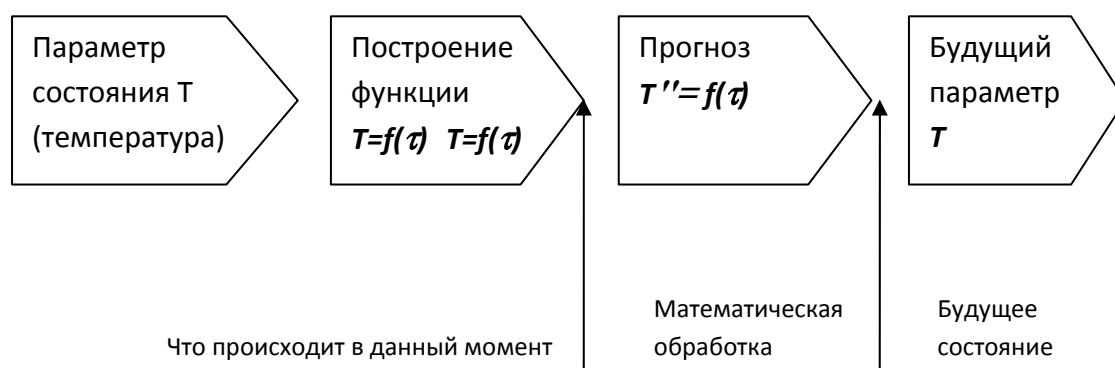 Параметр
состояния Т
(температура)
Построение
функции
T=f(τ) T=f(τ)
Прогноз
T''=f(τ)
Будущий
параметр
T
Что происходит в данный момент
Математическая
обработка
Будущее
состояние